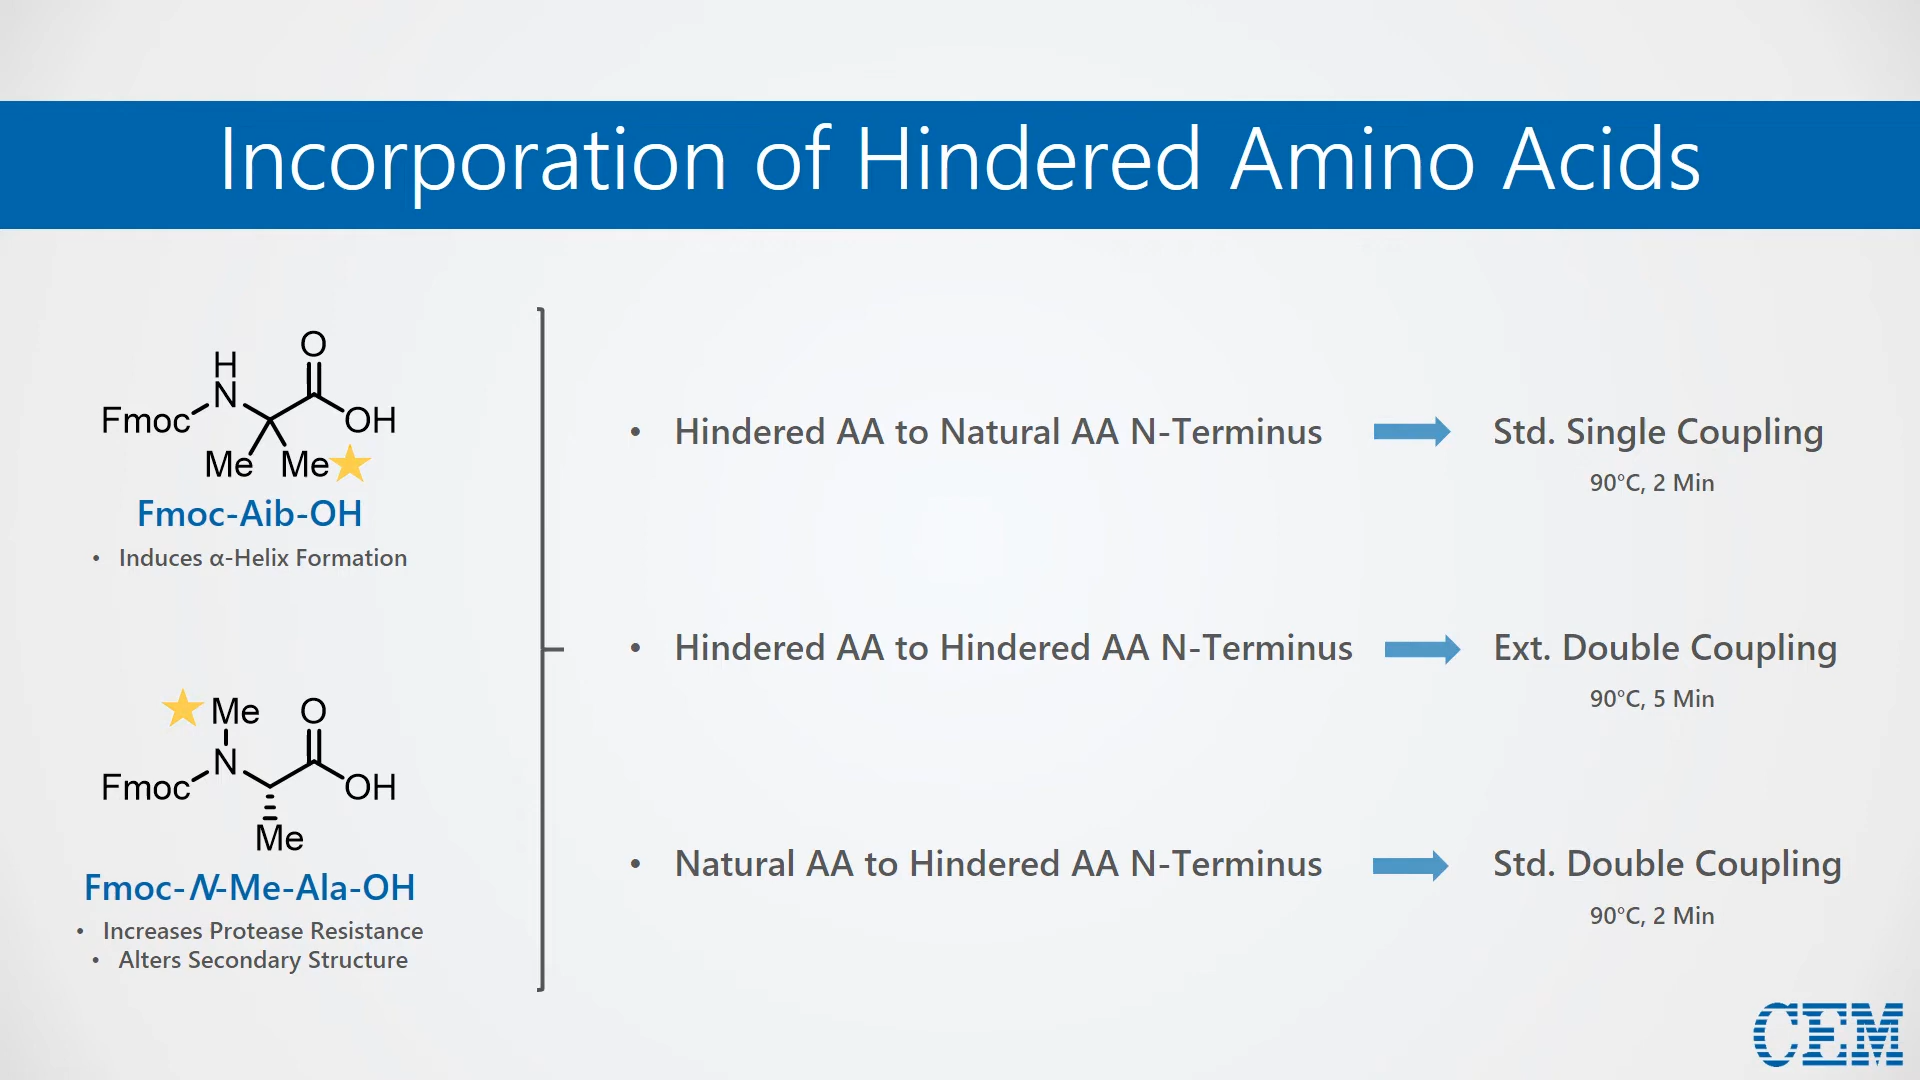 Incorporation of Hindered Amino Acids
H
N
O
Fmoc
OH
Me Me
Fmoc-Aib-OH
• Induces α-Helix Formation
Me O
N
Fmoc
OH
Me
Fmoc-N-Me-Ala-OH
• Increases Protease Resistance
• Alters Secondary Structure
• Hindered AA to Natural AA N-Terminus
Std. Single Coupling
90°C, 2 Min
• Hindered AA to Hindered AA N-Terminus
Ext. Double Coupling
90°C, 5 Min
• Natural AA to Hindered AA N-Terminus
Std. Double Coupling
90°C, 2 Min
CEM